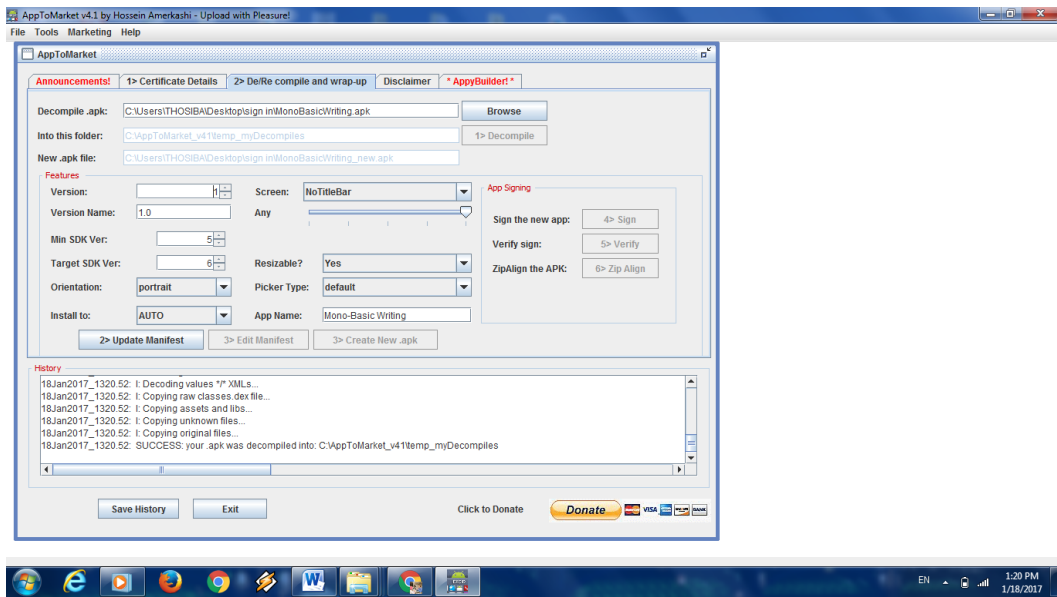 AppToMarket v4.1 by Hossein Amerkashi - Upload with Pleasure!
File Tools Marketing Help
AppToMarket
Announcements! 1> Certificate Details 2> De/Re compile and wrap-up Disclaimer * AppyBuilder! *
Decompile .apk: C:\Users\THOSIBA\Desktop\sign in\MonoBasicWriting.apk Browse
Into this folder: C:\AppToMarket_v41\temp_myDecompiles 1> Decompile
New .apk file: C:\Users\THOSIBA\Desktop\sign in\MonoBasicWriting_new.apk
Features
Version: 1 Screen: NoTitleBar App Signing
Version Name: 1.0 Any Sign the new app: 4> Sign
Min SDK Ver: 5 Verify sign: 5> Verify
Target SDK Ver: 6 Resizable? Yes ZipAlign the APK: 6> Zip Align
Orientation: portrait Picker Type: default
Install to: AUTO App Name: Mono-Basic Writing
2> Update Manifest 3> Edit Manifest 3> Create New .apk
History
18Jan2017_1320.52: I: Decoding values */* XMLs...
18Jan2017_1320.52: I: Copying raw classes.dex file...
18Jan2017_1320.52: I: Copying assets and libs...
18Jan2017_1320.52: I: Copying unknown files...
18Jan2017_1320.52: I: Copying original files...
18Jan2017_1320.52: SUCCESS: your .apk was decompiled into: C:\AppToMarket_v41\temp_myDecompiles
Save History Exit Click to Donate Donate VISA
EN 1:20 PM
1/18/2017